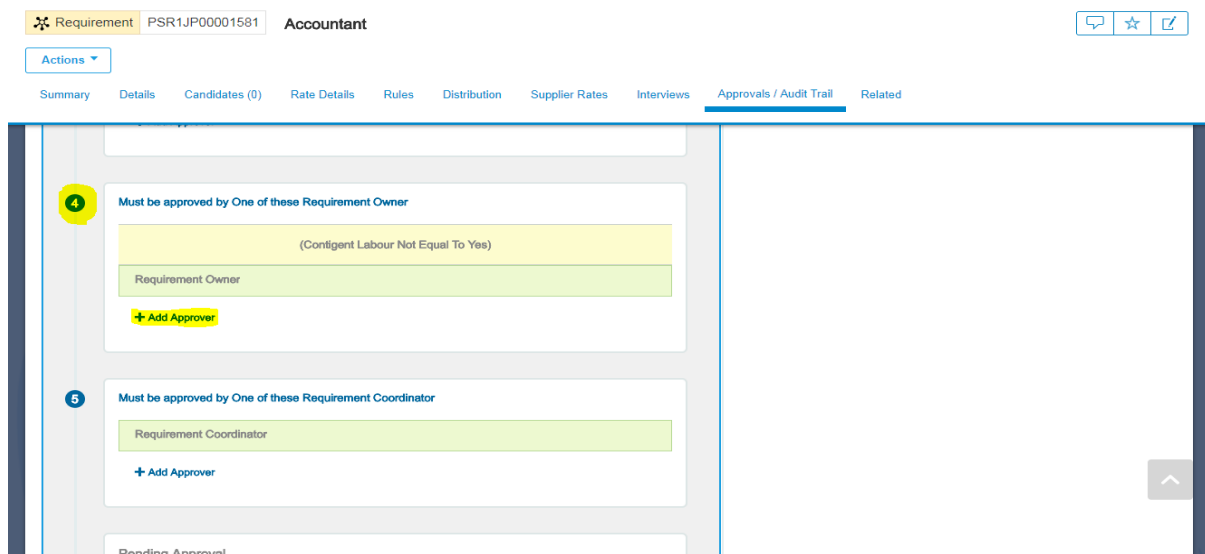 Requirement PSR1JP00001581 Accountant
Actions
Summary Details Candidates (0) Rate Details Rules Distribution Supplier Rates Interviews Approvals / Audit Trail Related
4 Must be approved by One of these Requirement Owner
(Contigent Labour Not Equal To Yes)
Requirement Owner
+ Add Approver
5 Must be approved by One of these Requirement Coordinator
Requirement Coordinator
+ Add Approver
Pending Approval